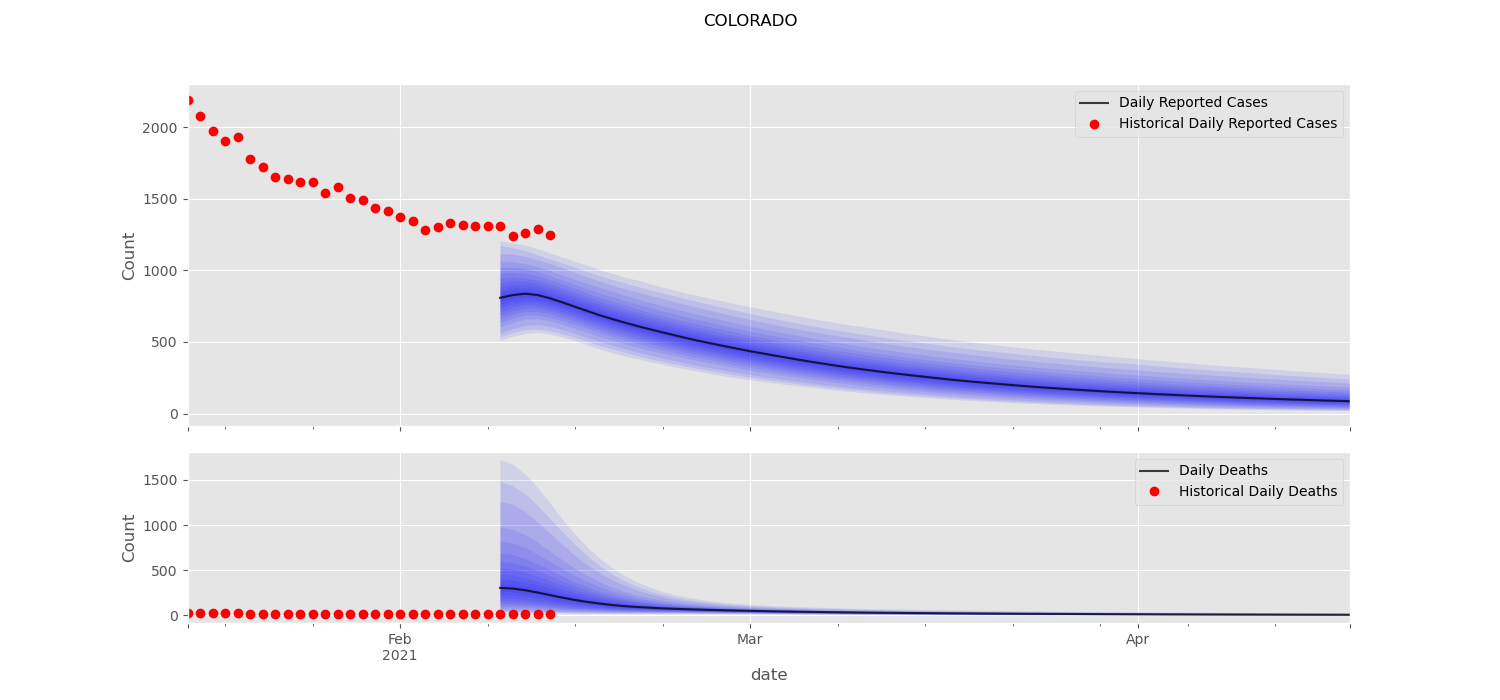 COLORADO
Daily Reported Cases
Historical Daily Reported Cases
2000
1500
1000
500
0
Count
Daily Deaths
Historical Daily Deaths
1500
1000
500
0
Count
Feb
2021
Mar
Apr
date